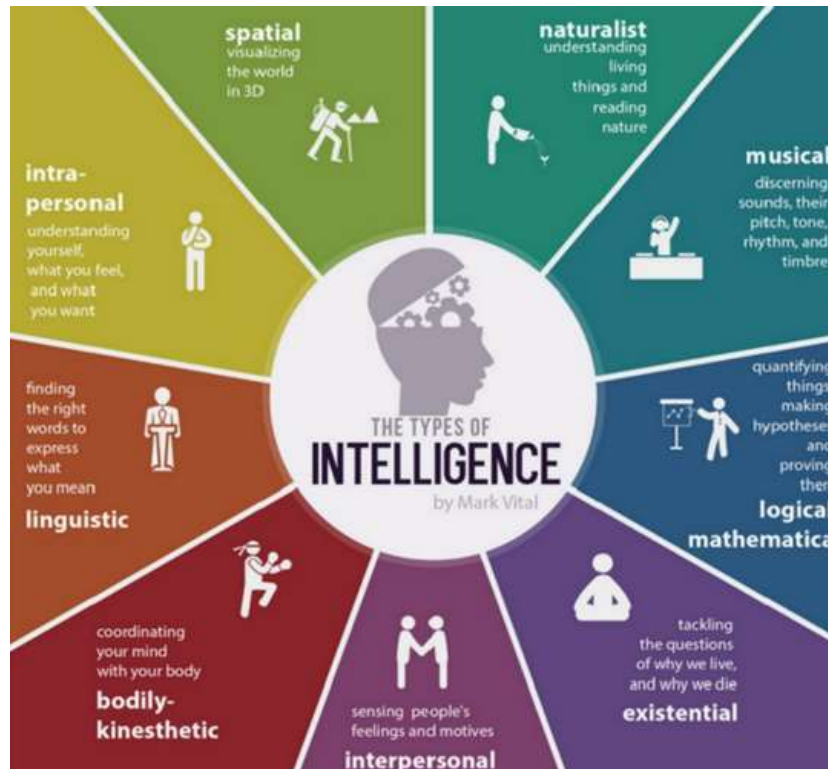 spatial
visualizing
the world
in 3D
naturalist
understanding
living
things and
reading
nature
musical
discerning
sounds, their
pitch, tone,
rhythm, and
timbre
quantifying
things,
making
hypotheses
and
proving
them
logical
mathematica
tackling
the questions
of why we live,
and why we die
existential
sensing people's
feelings and motives
interpersonal
coordinating
your mind
with your body
bodily-
kinesthetic
finding
the right
words to
express
what
you mean
linguistic
intra-
personal
understanding
yourself,
what you feel,
and what
you want
THE TYPES OF
INTELLIGENCE
by Mark Vital